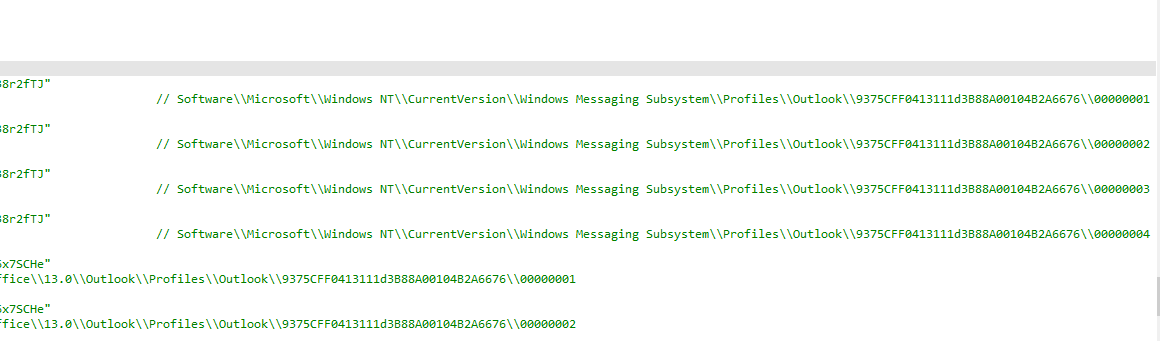 38r2fTJ"
// Software\\Microsoft\\Windows NT\\CurrentVersion\\Windows Messaging Subsystem\\Profiles\\Outlook\\9375CFF0413111d3B88A00104B2A6676\\00000001
38r2fTJ"
// Software\\Microsoft\\Windows NT\\CurrentVersion\\Windows Messaging Subsystem\\Profiles\\Outlook\\9375CFF0413111d3B88A00104B2A6676\\00000002
38r2fTJ"
// Software\\Microsoft\\Windows NT\\CurrentVersion\\Windows Messaging Subsystem\\Profiles\\Outlook\\9375CFF0413111d3B88A00104B2A6676\\00000003
38r2fTJ"
// Software\\Microsoft\\Windows NT\\CurrentVersion\\Windows Messaging Subsystem\\Profiles\\Outlook\\9375CFF0413111d3B88A00104B2A6676\\00000004
5x7SCHe"
ffice\\13.0\\Outlook\\Profiles\\Outlook\\9375CFF0413111d3B88A00104B2A6676\\00000001
5x7SCHe"
ffice\\13.0\\Outlook\\Profiles\\Outlook\\9375CFF0413111d3B88A00104B2A6676\\00000002